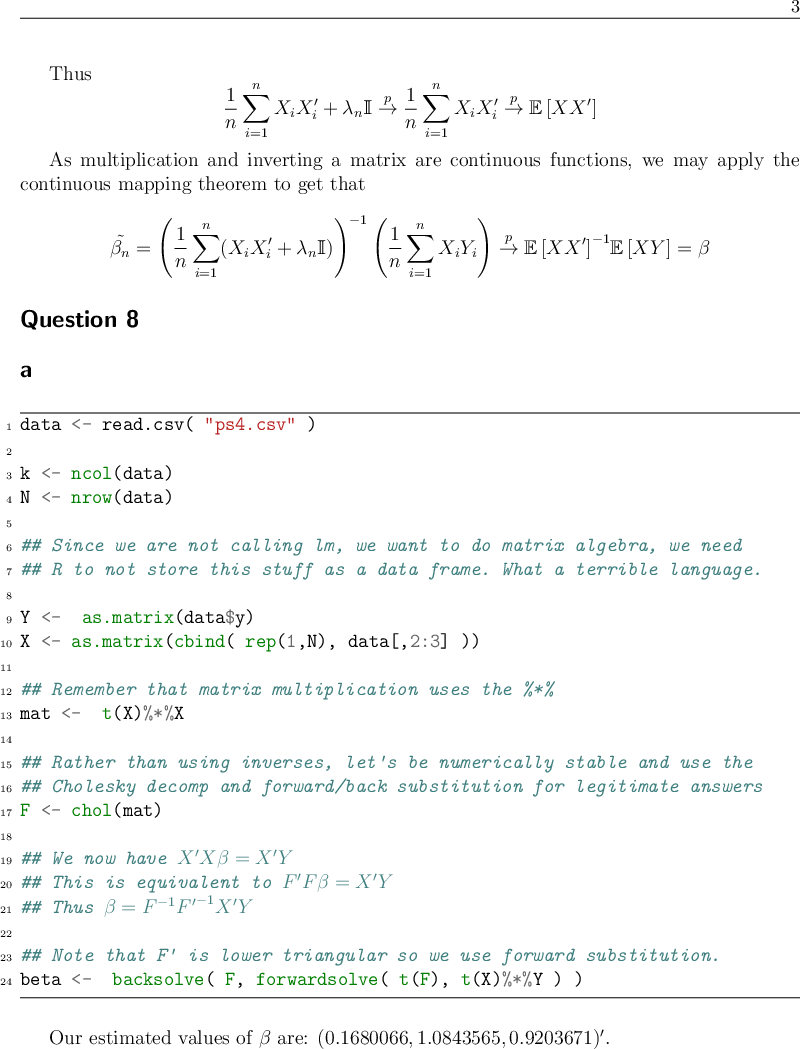 3
Thus
$$\frac{1}{n}\sum_{i=1}^{n} X_i X_i' + \lambda_n \mathbb{I} \xrightarrow{p} \frac{1}{n}\sum_{i=1}^{n} X_i X_i' \xrightarrow{p} \mathbb{E}[XX']$$
As multiplication and inverting a matrix are continuous functions, we may apply the
continuous mapping theorem to get that
$$\tilde{\beta_n} = \left(\frac{1}{n}\sum_{i=1}^{n}(X_i X_i' + \lambda_n \mathbb{I})\right)^{-1}\left(\frac{1}{n}\sum_{i=1}^{n} X_i Y_i\right) \xrightarrow{p} \mathbb{E}[XX']^{-1}\mathbb{E}[XY] = \beta$$
Question 8
a
1 data <- read.csv( "ps4.csv" )
2
3 k <- ncol(data)
4 N <- nrow(data)
5
6 ## Since we are not calling lm, we want to do matrix algebra, we need
7 ## R to not store this stuff as a data frame. What a terrible language.
8
9 Y <-  as.matrix(data$y)
10 X <- as.matrix(cbind( rep(1,N), data[,2:3] ))
11
12 ## Remember that matrix multiplication uses the %*%
13 mat <-  t(X)%*%X
14
15 ## Rather than using inverses, let's be numerically stable and use the
16 ## Cholesky decomp and forward/back substitution for legitimate answers
17 F <- chol(mat)
18
19 ## We now have $X'X\beta = X'Y$
20 ## This is equivalent to $F'F\beta = X'Y$
21 ## Thus $\beta = F^{-1}F'^{-1}X'Y$
22
23 ## Note that F' is lower triangular so we use forward substitution.
24 beta <-  backsolve( F, forwardsolve( t(F), t(X)%*%Y ) )
Our estimated values of $\beta$ are: $(0.1680066, 1.0843565, 0.9203671)'$.